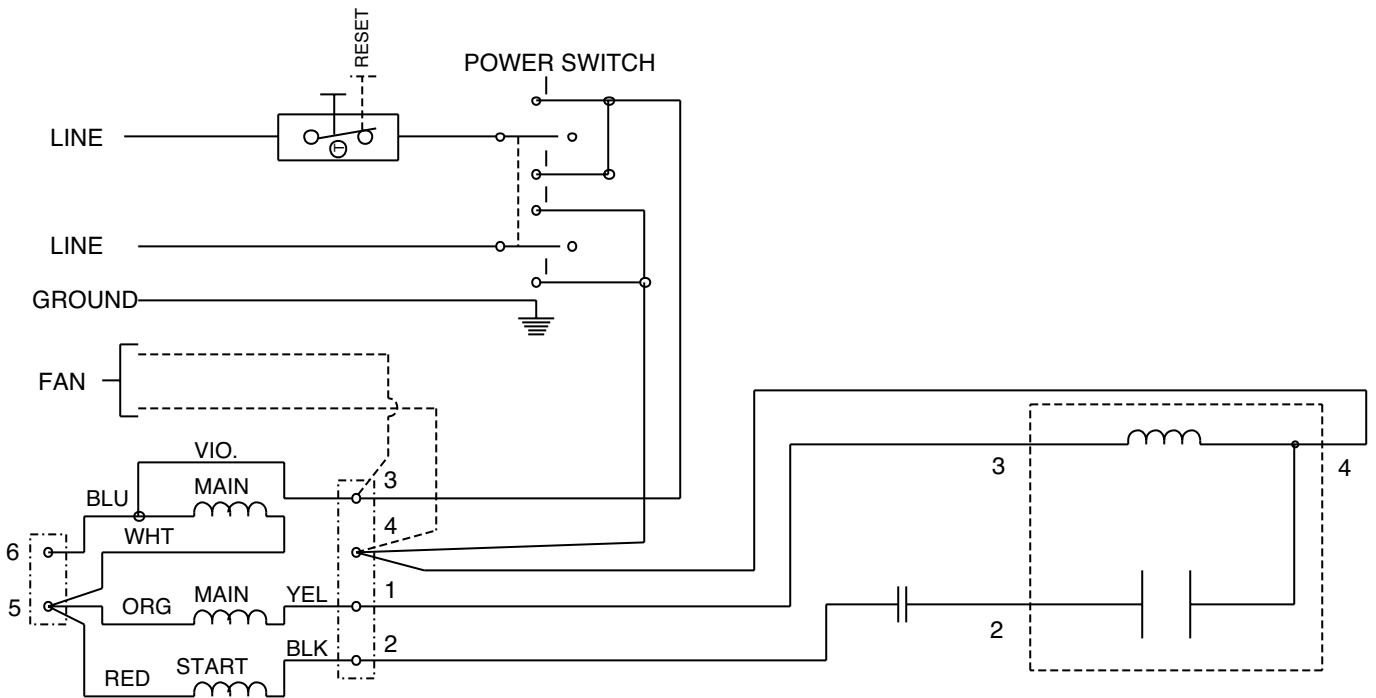 RESET
POWER SWITCH
LINE
T
LINE
GROUND
FAN
VIO.
3
3
4
BLU
MAIN
4
WHT
6
5
ORG
MAIN
YEL
1
2
2
BLK
RED
START